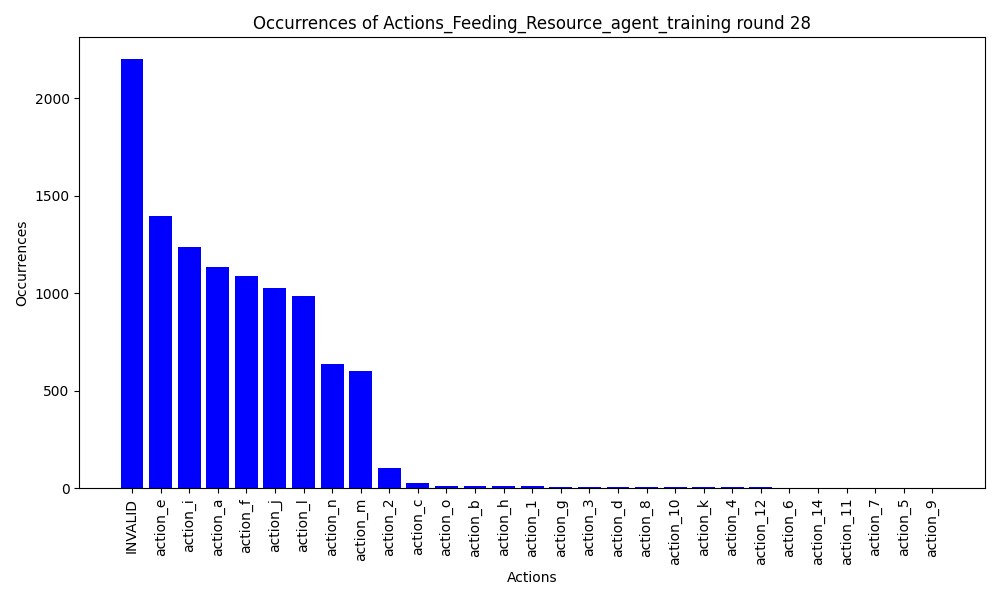 Occurrences of Actions_Feeding_Resource_agent_training round 28
Occurrences
2000
1500
1000
500
0
INVALID
action_e
action_i
action_a
action_f
action_j
action_l
action_n
action_m
action_2
action_c
action_o
action_b
action_h
action_1
action_g
action_3
action_d
action_8
action_10
action_k
action_4
action_12
action_6
action_14
action_11
action_7
action_5
action_9
Actions